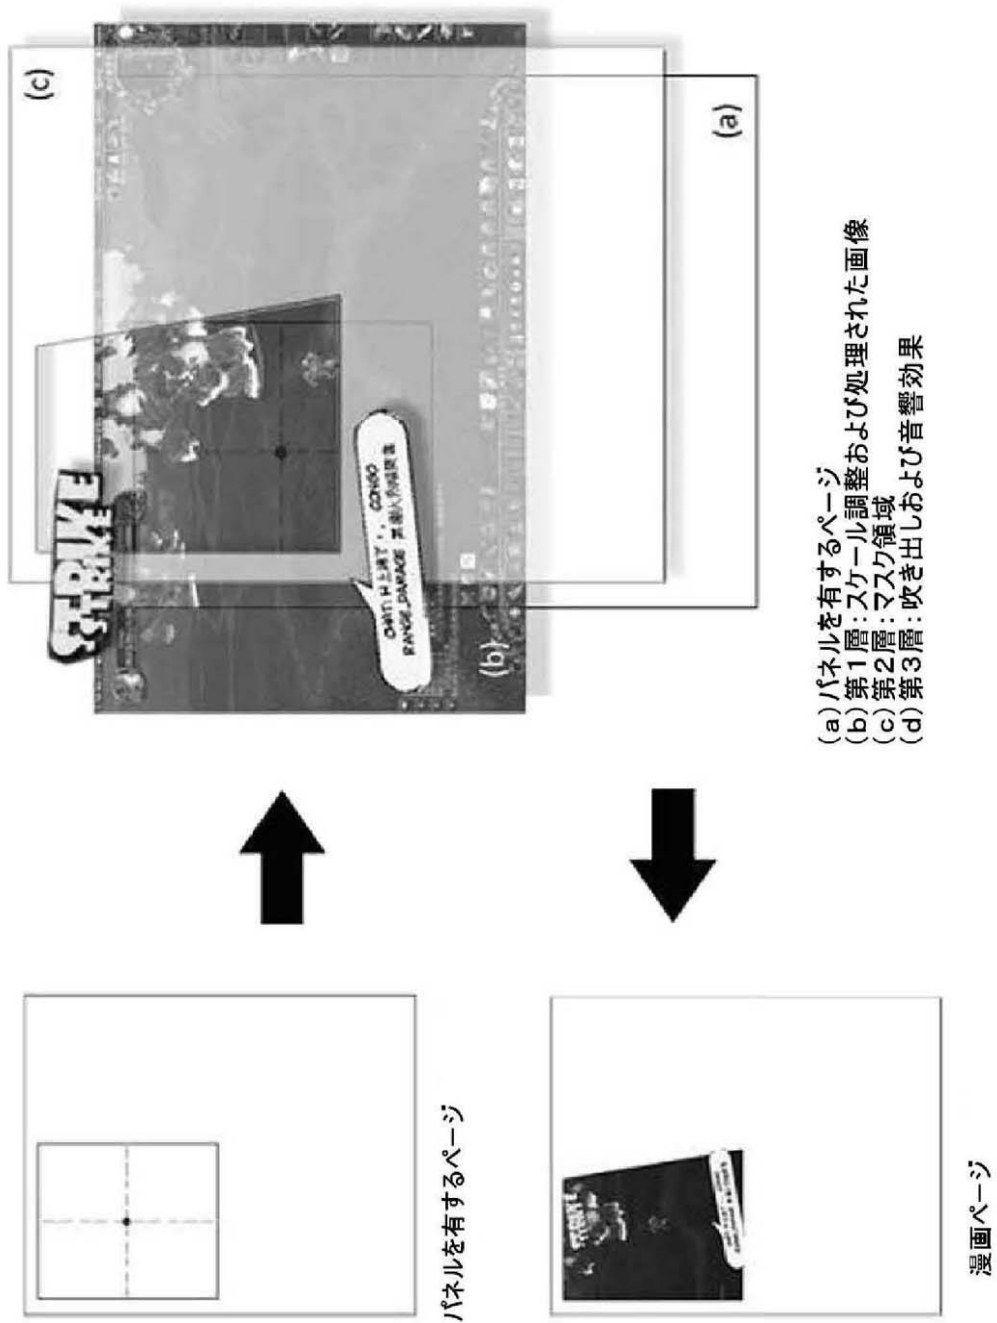 パネルを有するページ
漫画ページ
STRIKE
STRIKE
RANGE_DAMAGE
(a)
(b)
(c)
(a)パネルを有するページ
(b)第1層:スケール調整および処理された画像
(c)第2層:マスク領域
(d)第3層:吹き出しおよび音響効果